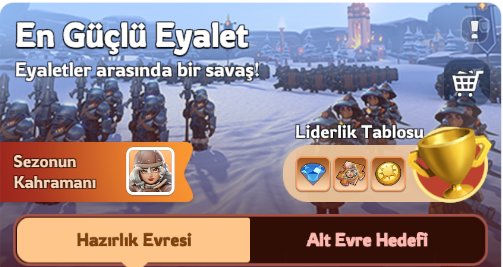 En Güçlü Eyalet
Eyaletler arasında bir savaş!
Liderlik Tablosu
Sezonun
Kahramanı
Hazırlık Evresi
Alt Evre Hedefi